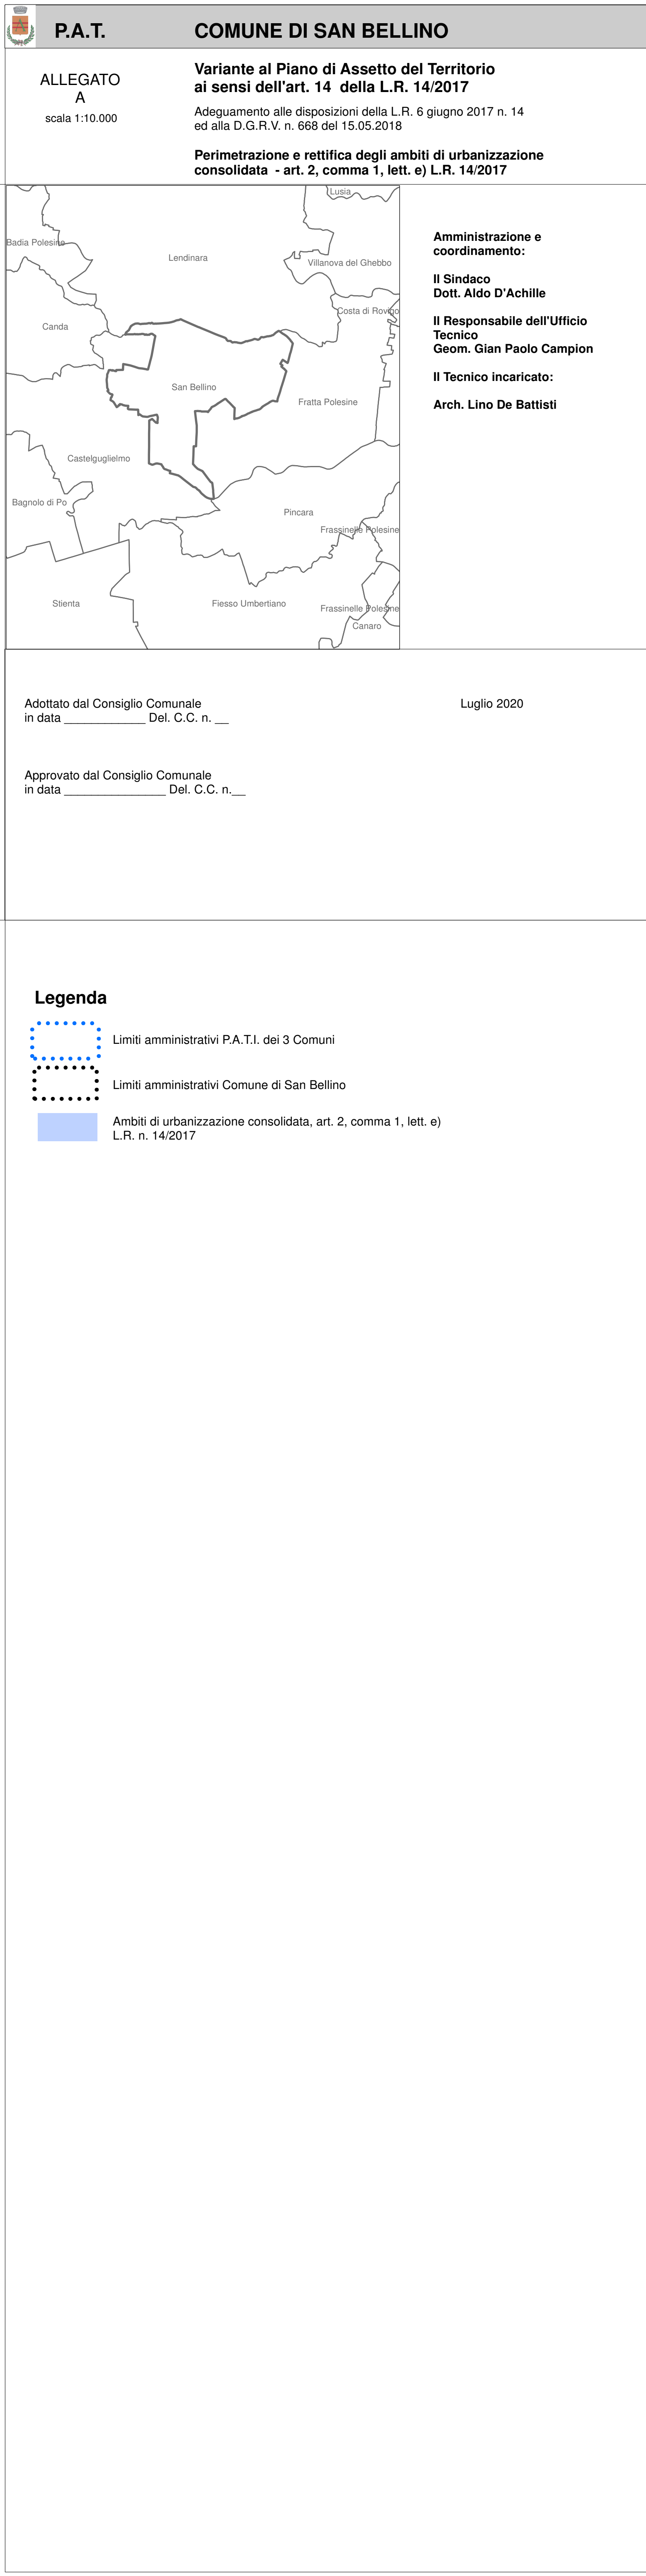 P.A.T.
COMUNE DI SAN BELLINO
ALLEGATO
A
scala 1:10.000
Variante al Piano di Assetto del Territorio
ai sensi dell'art. 14 della L.R. 14/2017
Adeguamento alle disposizioni della L.R. 6 giugno 2017 n. 14
ed alla D.G.R.V. n. 668 del 15.05.2018
Perimetrazione e rettifica degli ambiti di urbanizzazione
consolidata - art. 2, comma 1, lett. e) L.R. 14/2017
Lusia
Badia Polesine
Lendinara
Villanova del Ghebbo
Costa di Rovigo
Canda
San Bellino
Fratta Polesine
Castelguglielmo
Bagnolo di Po
Pincara
Frassinelle Polesine
Stienta
Fiesso Umbertiano
Frassinelle Polesine
Canaro
Amministrazione e
coordinamento:
Il Sindaco
Dott. Aldo D'Achille
Il Responsabile dell'Ufficio
Tecnico
Geom. Gian Paolo Campion
Il Tecnico incaricato:
Arch. Lino De Battisti
Adottato dal Consiglio Comunale
in data ____________ Del. C.C. n. __
Luglio 2020
Approvato dal Consiglio Comunale
in data _______________ Del. C.C. n.__
Legenda
Limiti amministrativi P.A.T.I. dei 3 Comuni
Limiti amministrativi Comune di San Bellino
Ambiti di urbanizzazione consolidata, art. 2, comma 1, lett. e)
L.R. n. 14/2017